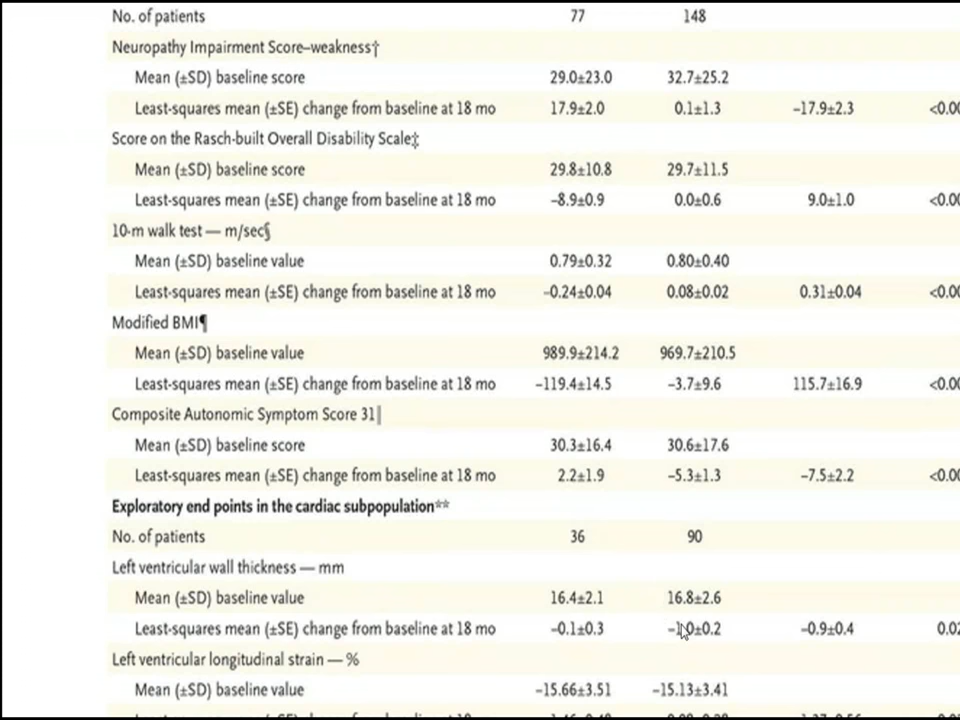 No. of patients 77 148
Neuropathy Impairment Score–weakness†
Mean (±SD) baseline score 29.0±23.0 32.7±25.2
Least-squares mean (±SE) change from baseline at 18 mo 17.9±2.0 0.1±1.3 −17.9±2.3
Score on the Rasch-built Overall Disability Scale‡
Mean (±SD) baseline score 29.8±10.8 29.7±11.5
Least-squares mean (±SE) change from baseline at 18 mo −8.9±0.9 0.0±0.6 9.0±1.0
10-m walk test — m/sec§
Mean (±SD) baseline value 0.79±0.32 0.80±0.40
Least-squares mean (±SE) change from baseline at 18 mo −0.24±0.04 0.08±0.02 0.31±0.04
Modified BMI¶
Mean (±SD) baseline value 989.9±214.2 969.7±210.5
Least-squares mean (±SE) change from baseline at 18 mo −119.4±14.5 −3.7±9.6 115.7±16.9
Composite Autonomic Symptom Score 31‖
Mean (±SD) baseline score 30.3±16.4 30.6±17.6
Least-squares mean (±SE) change from baseline at 18 mo 2.2±1.9 −5.3±1.3 −7.5±2.2
Exploratory end points in the cardiac subpopulation**
No. of patients 36 90
Left ventricular wall thickness — mm
Mean (±SD) baseline value 16.4±2.1 16.8±2.6
Least-squares mean (±SE) change from baseline at 18 mo −0.1±0.3 −1.0±0.2 −0.9±0.4
Left ventricular longitudinal strain — %
Mean (±SD) baseline value −15.66±3.51 −15.13±3.41